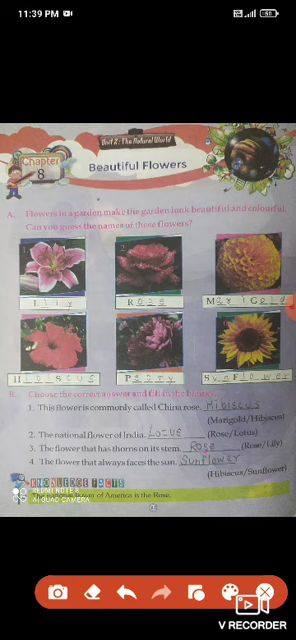 11:39 PM
Unit 2: The Natural World
Chapter 8
Beautiful Flowers
A. Flowers in a garden make the garden look beautiful and colourful.
Can you guess the names of these flowers?
2.
Lily Rose Marigold
Hibiscus Peony Sunflower
B. Choose the correct answer and fill in the blanks.
1. This flower is commonly called China rose. Hibiscus
(Marigold/Hibiscus)
2. The national flower of India. Lotus (Rose/Lotus)
3. The flower that has thorns on its stem. Rose (Rose/Lily)
4. The flower that always faces the sun. Sunflower
(Hibiscus/Sunflower)
KNOWLEDGE FACTS
REDMI NOTE 8
AI QUAD CAMERA
flower of America is the Rose.
V RECORDER